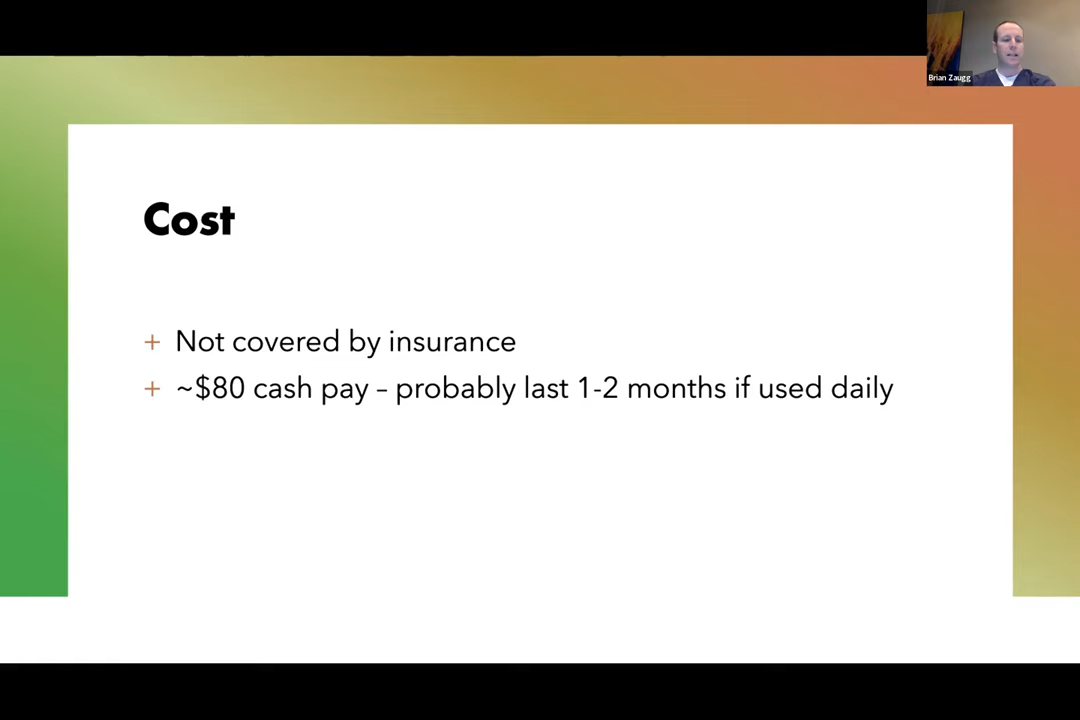 Brian Zaugg
Cost
+ Not covered by insurance
+ ~$80 cash pay – probably last 1-2 months if used daily